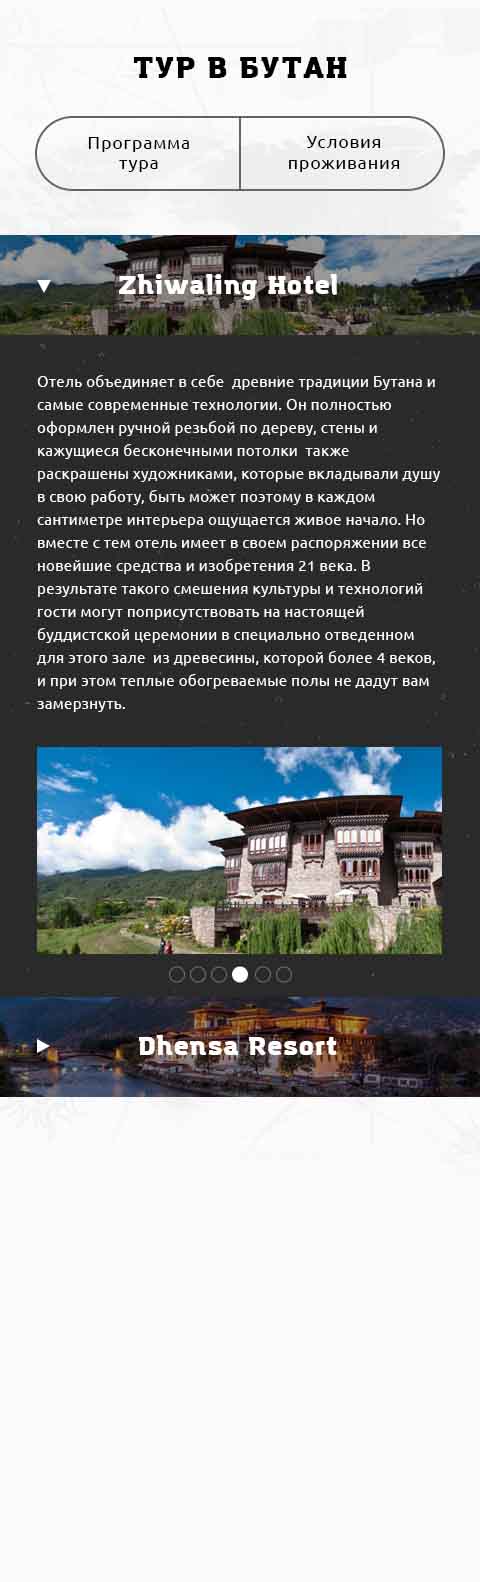 ТУР В БУТАН
Программа
тура
Условия
проживания
Zhiwaling Hotel
Отель объединяет в себе древние традиции Бутана и
самые современные технологии. Он полностью
оформлен ручной резьбой по дереву, стены и
кажущиеся бесконечными потолки также
раскрашены художниками, которые вкладывали душу
в свою работу, быть может поэтому в каждом
сантиметре интерьера ощущается живое начало. Но
вместе с тем отель имеет в своем распоряжении все
новейшие средства и изобретения 21 века. В
результате такого смешения культуры и технологий
гости могут поприсутствовать на настоящей
буддистской церемонии в специально отведенном
для этого зале из древесины, которой более 4 веков,
и при этом теплые обогреваемые полы не дадут вам
замерзнуть.
Dhensa Resort